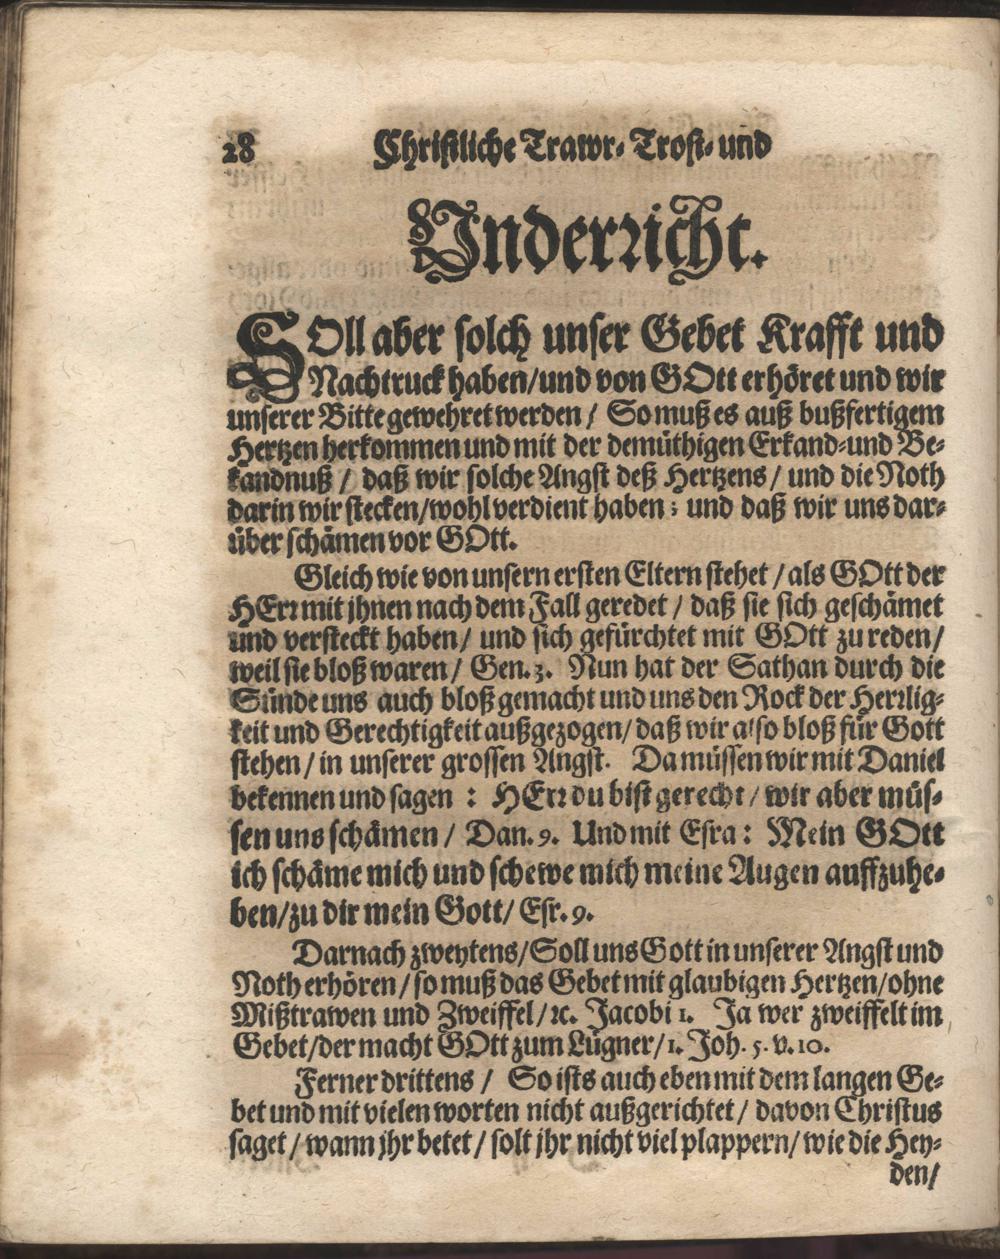 28 Christliche Trawr- Trost- und
Underricht.
SOll aber solch unser Gebet Krafft und
Nachtruck haben/und von GOtt erhöret und wir
unserer Bitte gewehret werden / So muß es auß bußfertigem
Hertzen herkommen und mit der demüthigen Erkand-und Be-
kandnuß / daß wir solche Angst deß Hertzens / und die Noth
darin wir stecken/wohl verdient haben; und daß wir uns dar-
über schämen vor GOtt.
Gleich wie von unsern ersten Eltern stehet / als GOtt der
HErr mit jhnen nach dem Fall geredet / daß sie sich geschämet
und versteckt haben/ und sich gefürchtet mit GOtt zu reden/
weil sie bloß waren / Gen. 3. Nun hat der Sathan durch die
Sünde uns auch bloß gemacht und uns den Rock der Herrlig-
keit und Gerechtigkeit außgezogen/ daß wir also bloß für Gott
stehen / in unserer grossen Angst. Da müssen wir mit Daniel
bekennen und sagen : HErr du bist gerecht / wir aber müs-
sen uns schämen / Dan. 9. Und mit Esra: Mein GOtt
ich schäme mich und schewe mich meine Augen auffzuhe-
ben/zu dir mein Gott/ Esr. 9.
Darnach zweytens/Soll uns Gott in unserer Angst und
Noth erhören / so muß das Gebet mit glaubigen Hertzen/ohne
Mißtrawen und Zweiffel/ꝛc. Jacobi 1. Ja wer zweiffelt im
Gebet/der macht GOtt zum Lügner/1. Joh. 5. v. 10.
Ferner drittens / So ists auch eben mit dem langen Ge-
bet und mit vielen worten nicht außgerichtet / davon Christus
saget / wann jhr betet / solt jhr nicht viel plappern/ wie die Hey-
den/